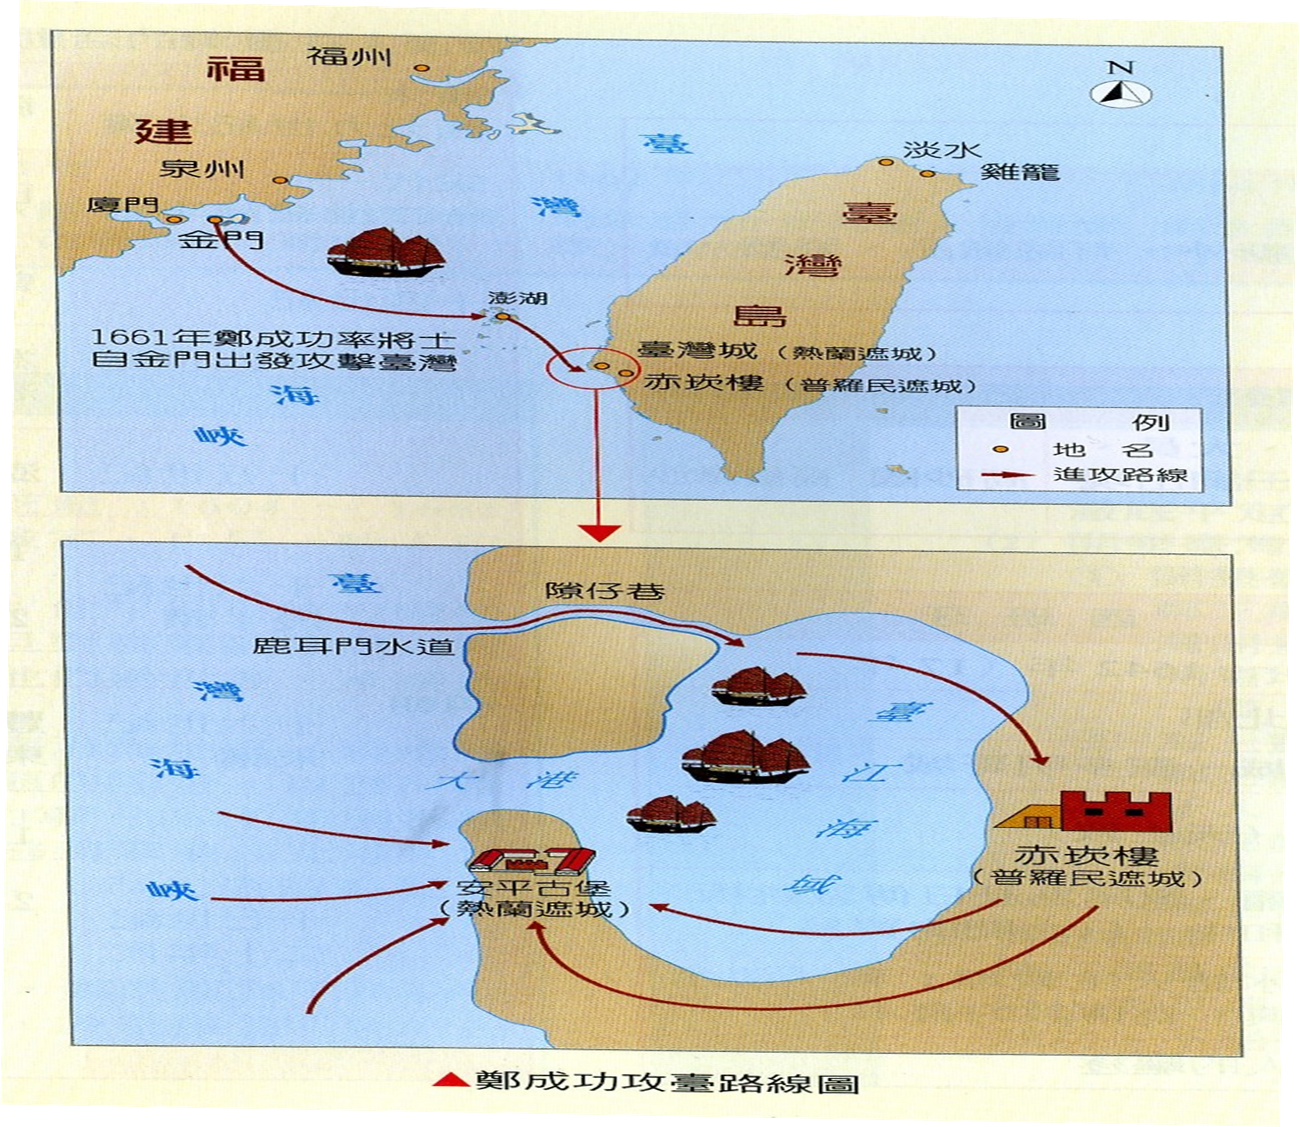 福建
福州
泉州
廈門
金門
臺灣海峽
N
淡水
雞籠
臺灣島
澎湖
1661年鄭成功率將士
自金門出發攻擊臺灣
臺灣城（熱蘭遮城）
赤崁樓（普羅民遮城）
圖例
地名
進攻路線
臺灣海峽
隙仔巷
鹿耳門水道
大港
臺江海域
赤崁樓
（普羅民遮城）
安平古堡
（熱蘭遮城）
▲鄭成功攻臺路線圖